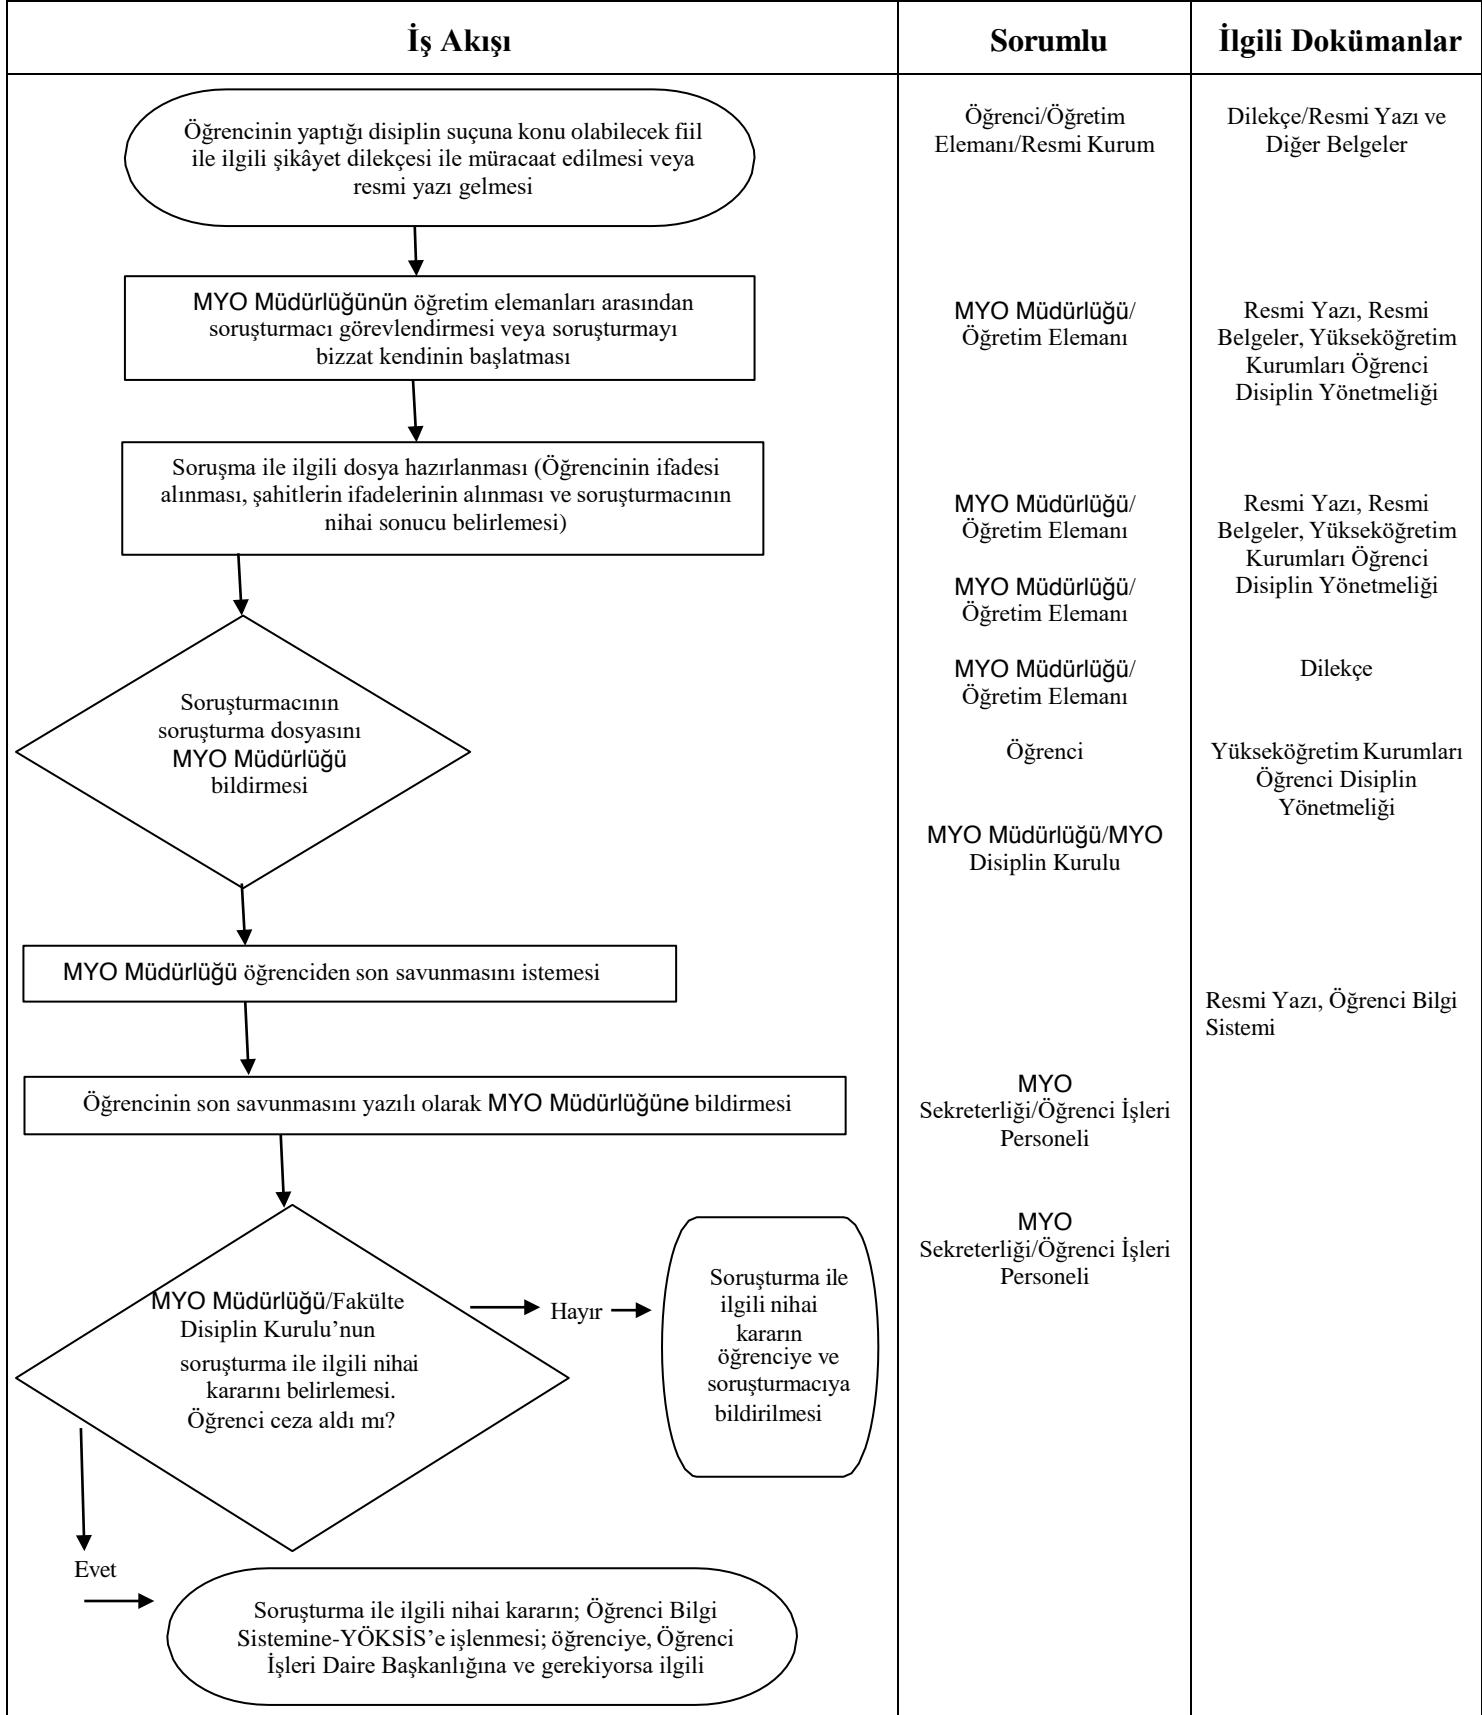 İş Akışı
Sorumlu
İlgili Dokümanlar
Öğrencinin yaptığı disiplin suçuna konu olabilecek fiil
ile ilgili şikâyet dilekçesi ile müracaat edilmesi veya
resmi yazı gelmesi
Öğrenci/Öğretim
Elemanı/Resmi Kurum
Dilekçe/Resmi Yazı ve
Diğer Belgeler
MYO Müdürlüğünün öğretim elemanları arasından
soruşturmacı görevlendirmesi veya soruşturmayı
bizzat kendinin başlatması
MYO Müdürlüğü/
Öğretim Elemanı
Resmi Yazı, Resmi
Belgeler, Yükseköğretim
Kurumları Öğrenci
Disiplin Yönetmeliği
Soruşma ile ilgili dosya hazırlanması (Öğrencinin ifadesi
alınması, şahitlerin ifadelerinin alınması ve soruşturmacının
nihai sonucu belirlemesi)
MYO Müdürlüğü/
Öğretim Elemanı
Resmi Yazı, Resmi
Belgeler, Yükseköğretim
Kurumları Öğrenci
Disiplin Yönetmeliği
MYO Müdürlüğü/
Öğretim Elemanı
Soruşturmacının
soruşturma dosyasını
MYO Müdürlüğü
bildirmesi
MYO Müdürlüğü/
Öğretim Elemanı
Dilekçe
Öğrenci
Yükseköğretim Kurumları
Öğrenci Disiplin
Yönetmeliği
MYO Müdürlüğü/MYO
Disiplin Kurulu
MYO Müdürlüğü öğrenciden son savunmasını istemesi
Resmi Yazı, Öğrenci Bilgi
Sistemi
Öğrencinin son savunmasını yazılı olarak MYO Müdürlüğüne bildirmesi
MYO
Sekreterliği/Öğrenci İşleri
Personeli
MYO
Sekreterliği/Öğrenci İşleri
Personeli
MYO Müdürlüğü/Fakülte
Disiplin Kurulu’nun
soruşturma ile ilgili nihai
kararını belirlemesi.
Öğrenci ceza aldı mı?
Hayır
Soruşturma ile
ilgili nihai
kararın
öğrenciye ve
soruşturmacıya
bildirilmesi
Evet
Soruşturma ile ilgili nihai kararın; Öğrenci Bilgi
Sistemine-YÖKSİS’e işlenmesi; öğrenciye, Öğrenci
İşleri Daire Başkanlığına ve gerekiyorsa ilgili